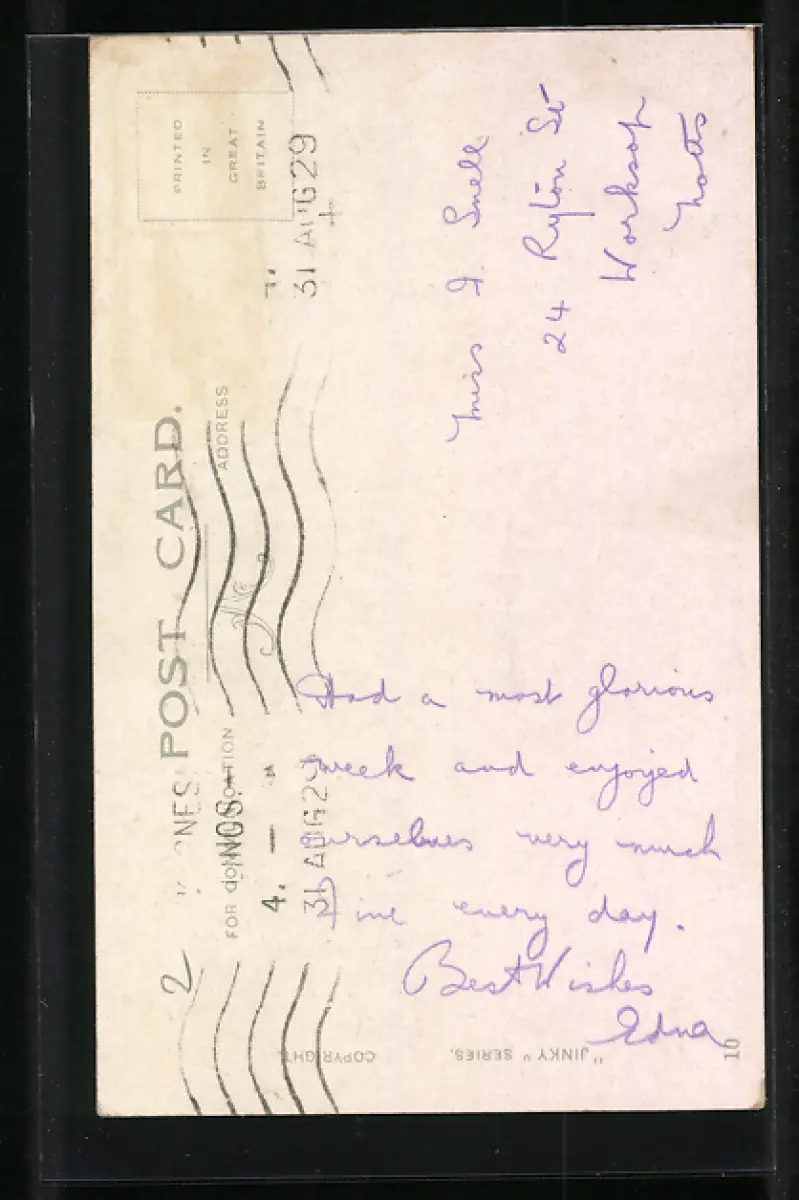 POST CARD.
FOR COMMUNICATION
ADDRESS
PRINTED
IN
GREAT
BRITAIN
4. —
31 AUG 29
31 AUG 29
Had a most glorious
week and enjoyed
ourselves very much
Fine every day.
Best Wishes
Edna
Miss I. Snell
24 Ryton St
Worksop
Notts
COPYRIGHT.
"JINKY" SERIES.
10